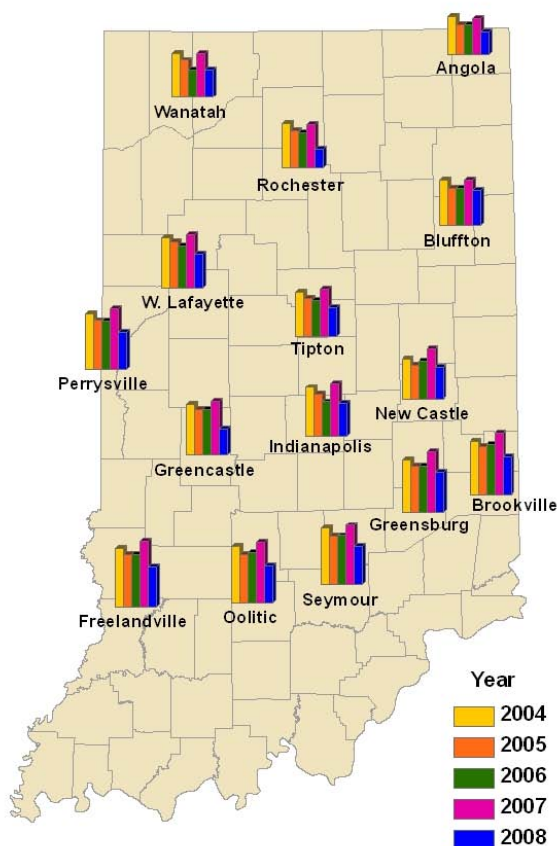 Angola
Wanatah
Rochester
Bluffton
W. Lafayette
Tipton
Perrysville
New Castle
Indianapolis
Greencastle
Brookville
Greensburg
Seymour
Oolitic
Freelandville
Year
2004
2005
2006
2007
2008